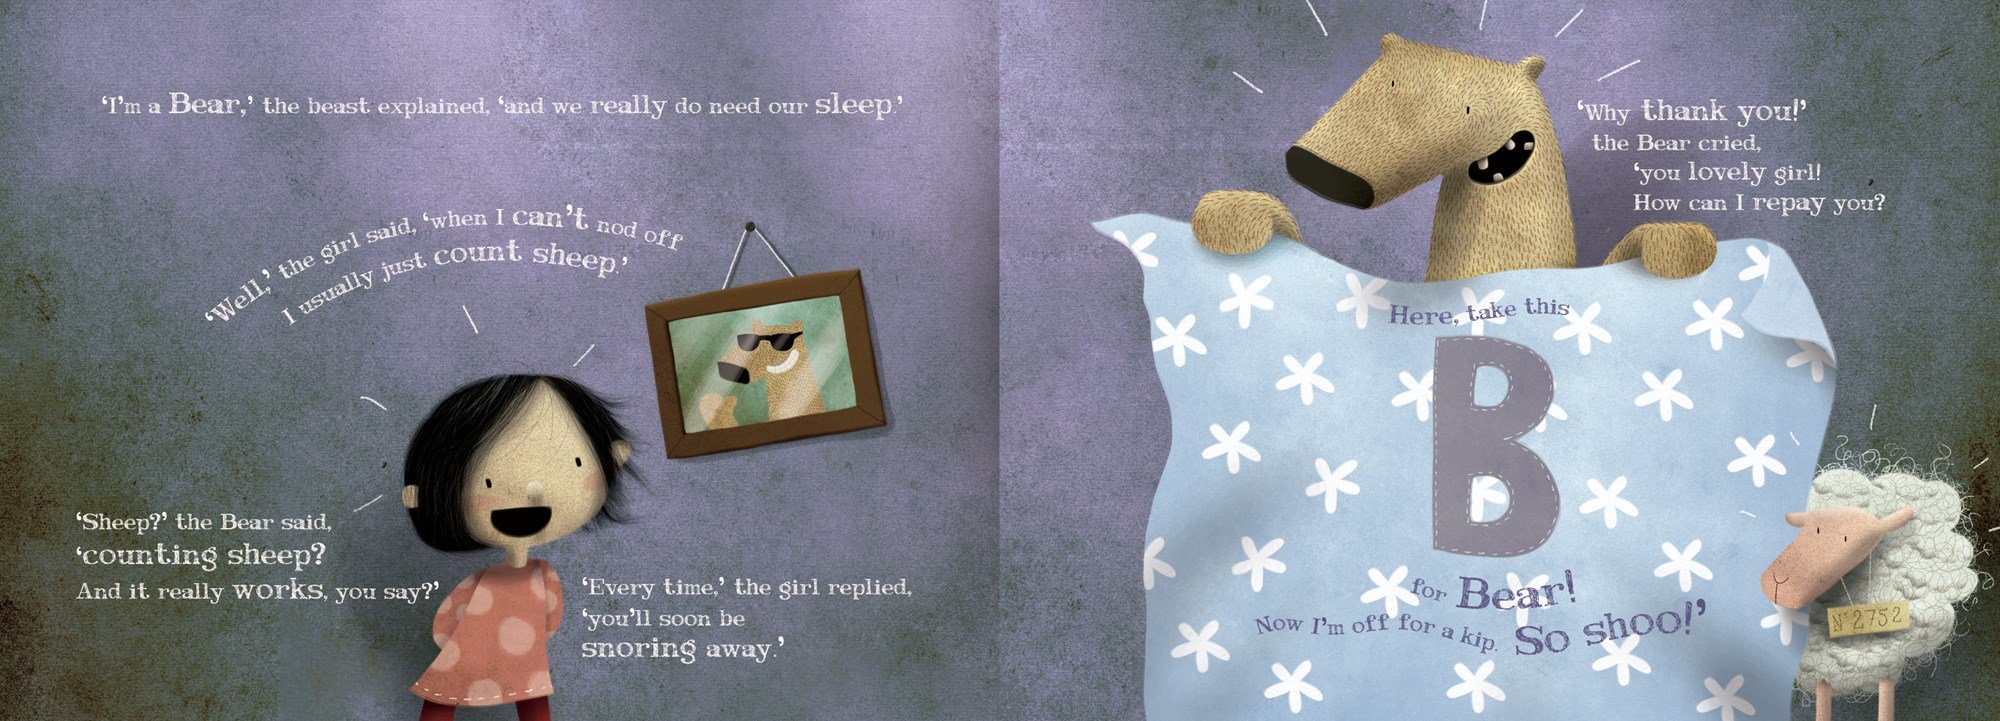 ‘I’m a Bear,’ the beast explained, ‘and we really do need our sleep.’
‘Well,’ the girl said, ‘when I can’t nod off
I usually just count sheep.’
‘Sheep?’ the Bear said,
‘counting sheep?
And it really works, you say?’
‘Every time,’ the girl replied,
‘you’ll soon be
snoring away.’
‘Why thank you!’
the Bear cried,
‘you lovely girl!
How can I repay you?
Here, take this
B
for Bear!
Now I’m off for a kip. So shoo!’
Nº 2752